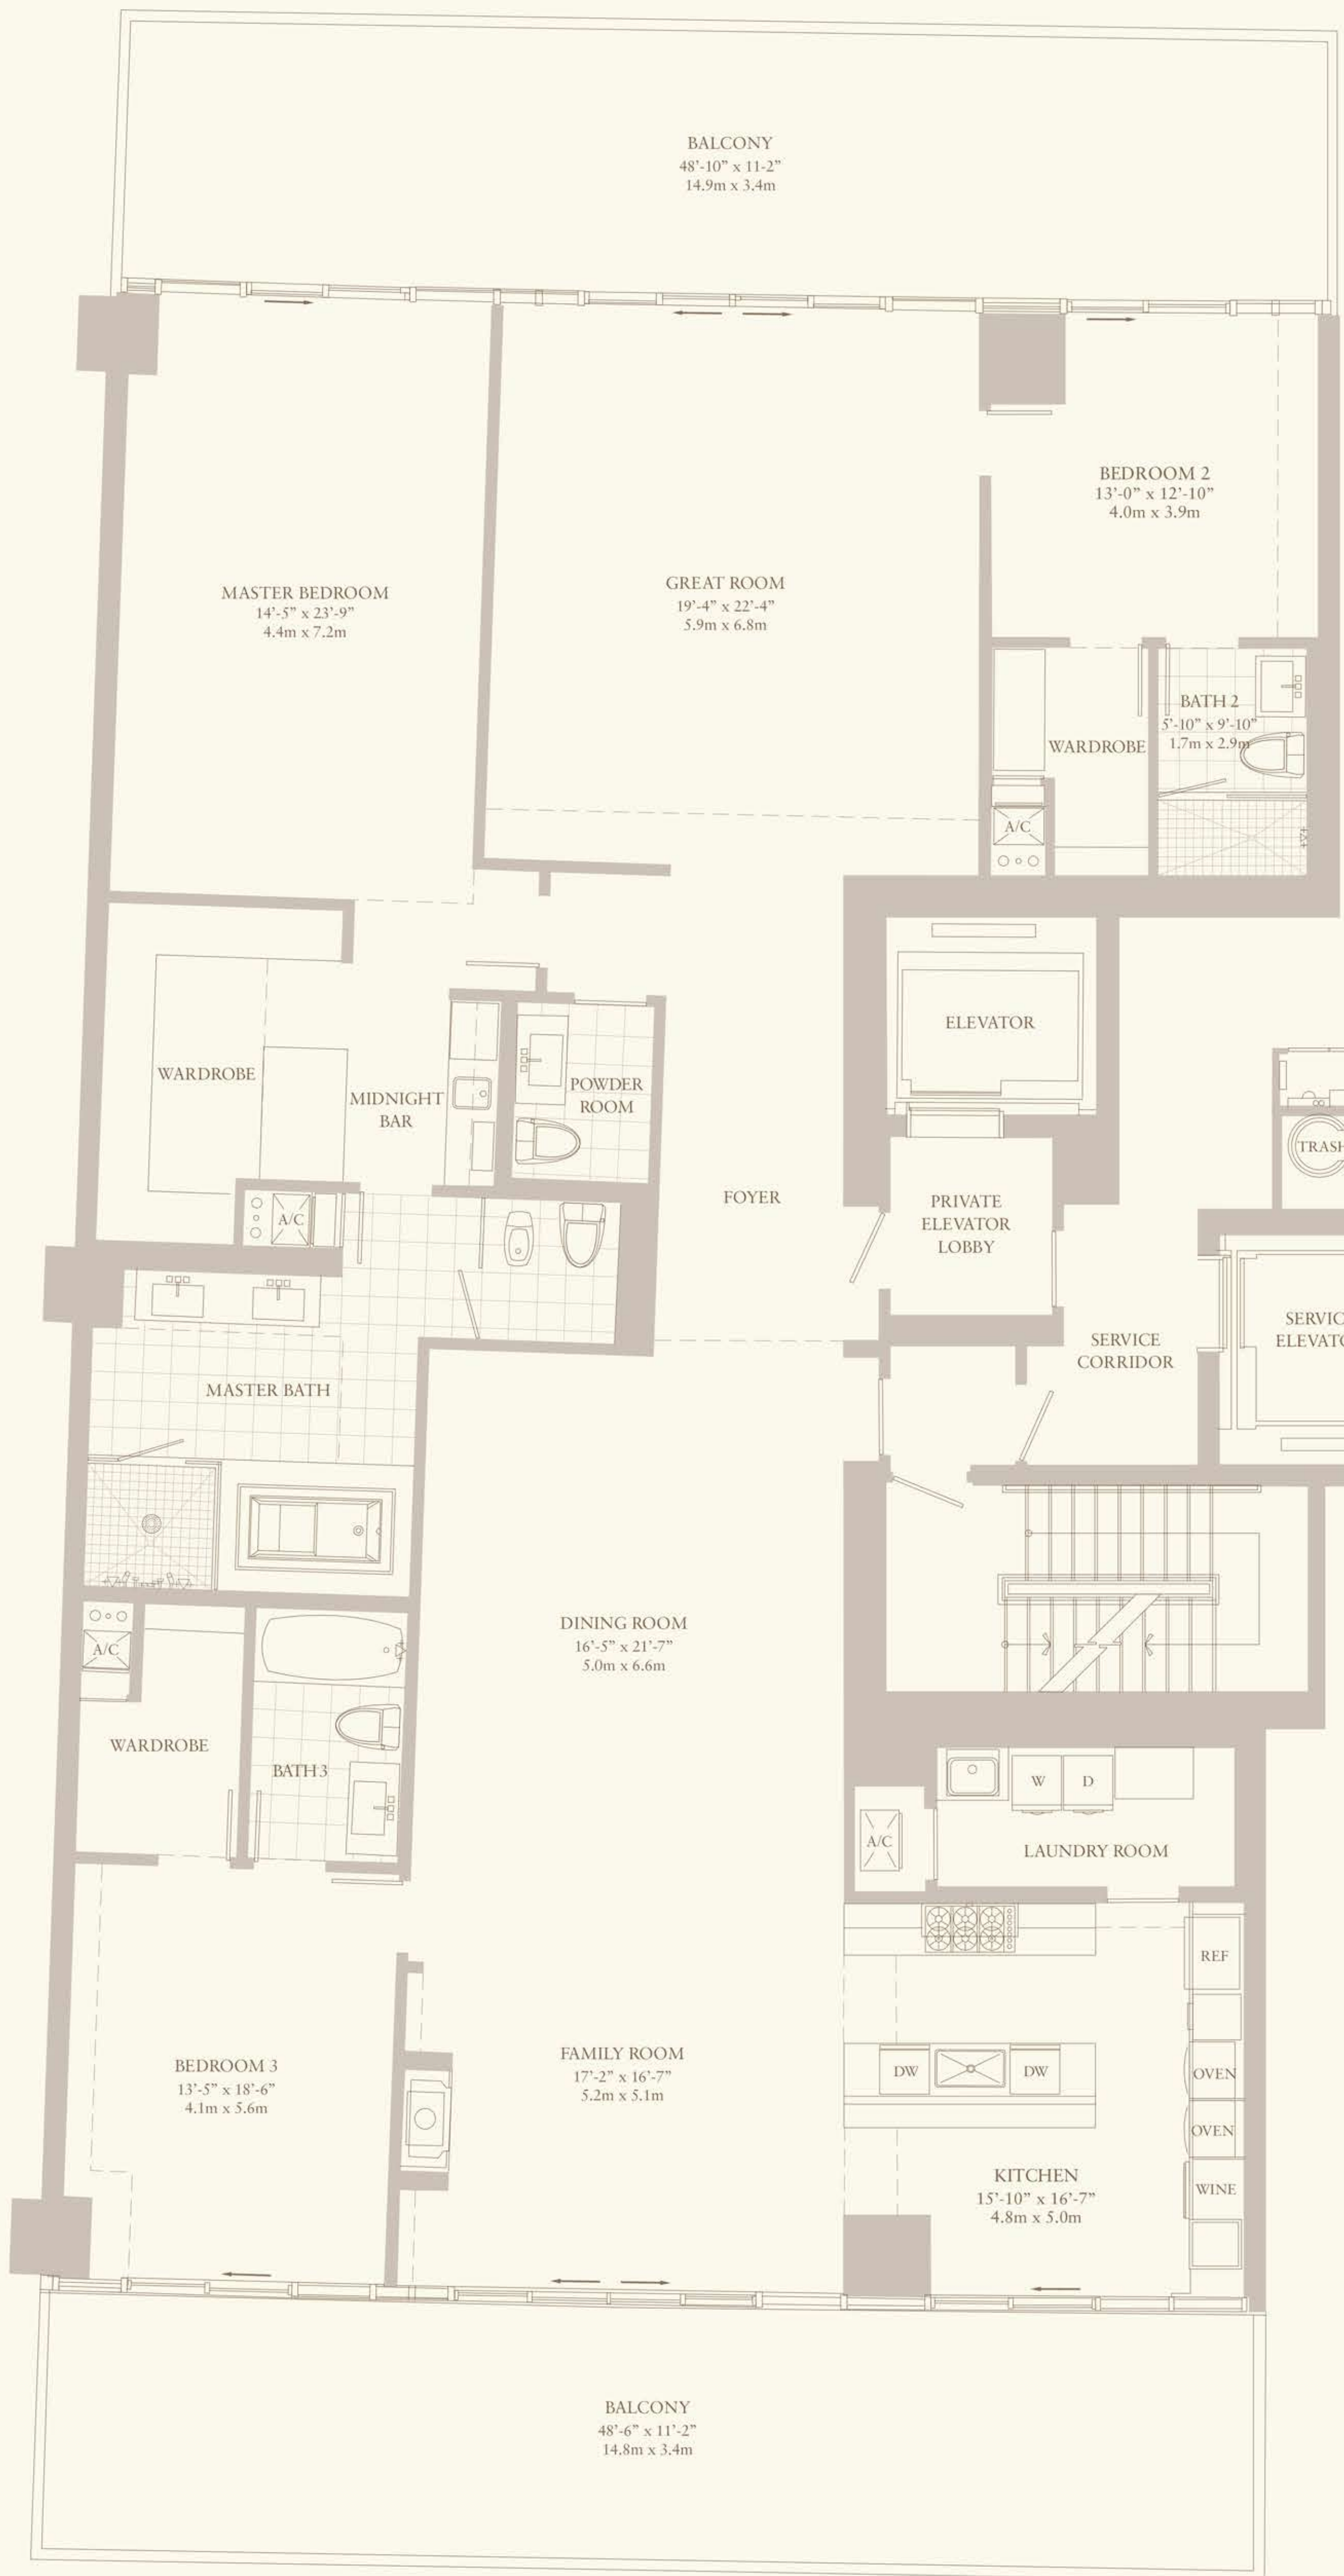 BALCONY
48’-10” x 11-2”
14.9m x 3.4m
BEDROOM 2
13’-0” x 12’-10”
4.0m x 3.9m
MASTER BEDROOM
14’-5” x 23’-9”
4.4m x 7.2m
GREAT ROOM
19’-4” x 22’-4”
5.9m x 6.8m
BATH 2
5’-10” x 9’-10”
1.7m x 2.9m
WARDROBE
A/C
ELEVATOR
WARDROBE
MIDNIGHT
BAR
POWDER
ROOM
TRASH
FOYER
PRIVATE
ELEVATOR
LOBBY
A/C
SERVICE
CORRIDOR
SERVIC
ELEVATO
MASTER BATH
DINING ROOM
16’-5” x 21’-7”
5.0m x 6.6m
A/C
WARDROBE
BATH 3
W
D
A/C
LAUNDRY ROOM
REF
FAMILY ROOM
17’-2” x 16’-7”
5.2m x 5.1m
BEDROOM 3
13’-5” x 18’-6”
4.1m x 5.6m
DW
DW
OVEN
OVEN
KITCHEN
15’-10” x 16’-7”
4.8m x 5.0m
WINE
BALCONY
48’-6” x 11’-2”
14.8m x 3.4m